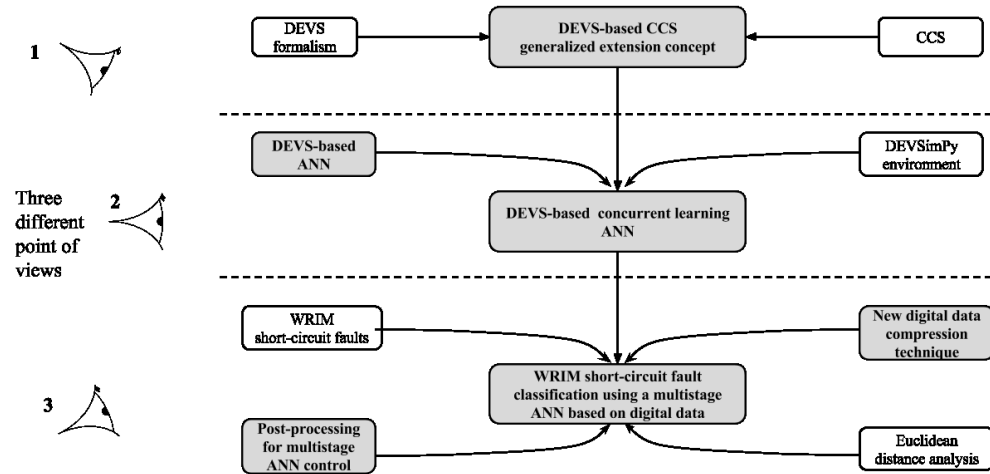 1
DEVS
formalism
DEVS-based CCS
generalized extension concept
CCS
Three
different
point of
views
2
DEVS-based
ANN
DEVSimPy
environment
DEVS-based concurrent learning
ANN
3
WRIM
short-circuit faults
New digital data
compression
technique
WRIM short-circuit fault
classification using a multistage
ANN based on digital data
Post-processing
for multistage
ANN control
Euclidean
distance analysis